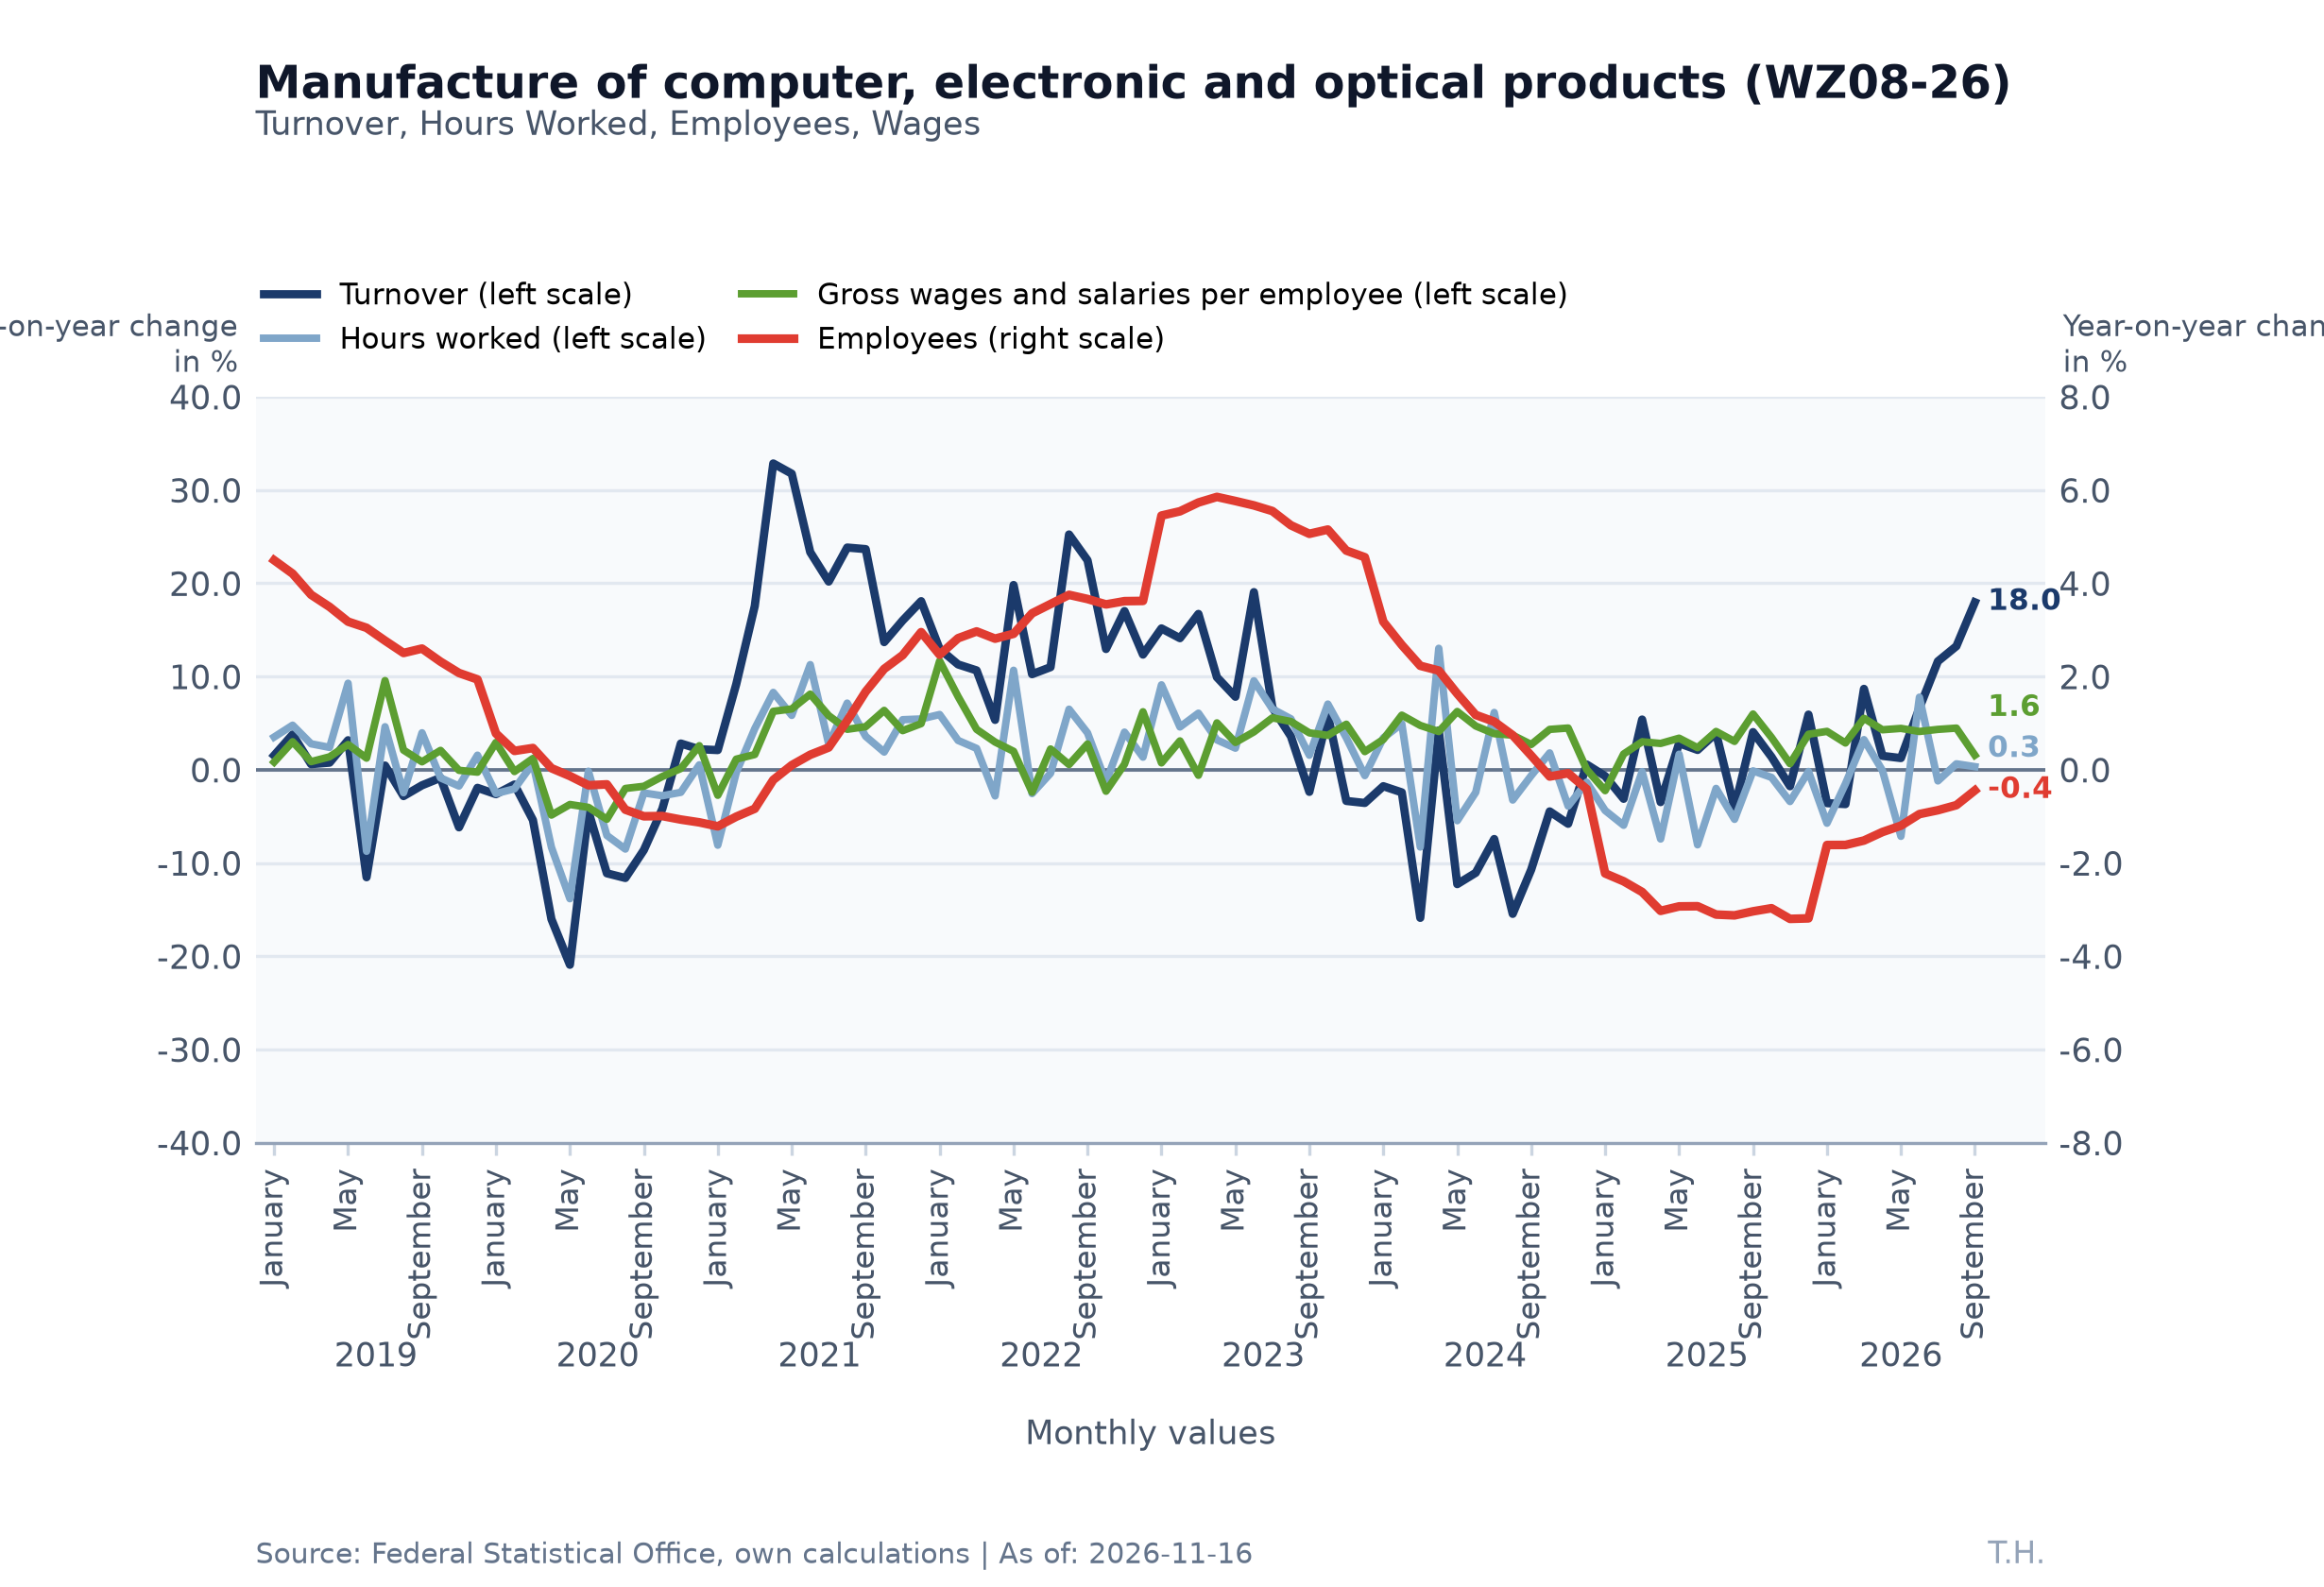 Manufacture of computer, electronic and optical products (WZ08-26)
Turnover, Hours Worked, Employees, Wages
Turnover (left scale)
Gross wages and salaries per employee (left scale)
Hours worked (left scale)
Employees (right scale)
-on-year change
in %
Year-on-year chan
in %
40.0
30.0
20.0
10.0
0.0
-10.0
-20.0
-30.0
-40.0
8.0
6.0
4.0
2.0
0.0
-2.0
-4.0
-6.0
-8.0
18.0
1.6
0.3
-0.4
January May September January May September January May September January May September January May September January May September January May September January May September
2019 2020 2021 2022 2023 2024 2025 2026
Monthly values
Source: Federal Statistical Office, own calculations | As of: 2026-11-16
T.H.